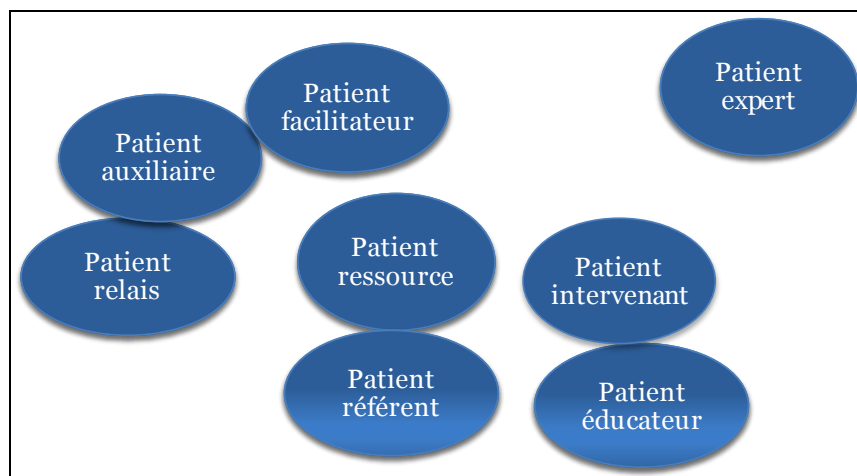 Patient
facilitateur
Patient
expert
Patient
auxiliaire
Patient
relais
Patient
ressource
Patient
intervenant
Patient
référent
Patient
éducateur